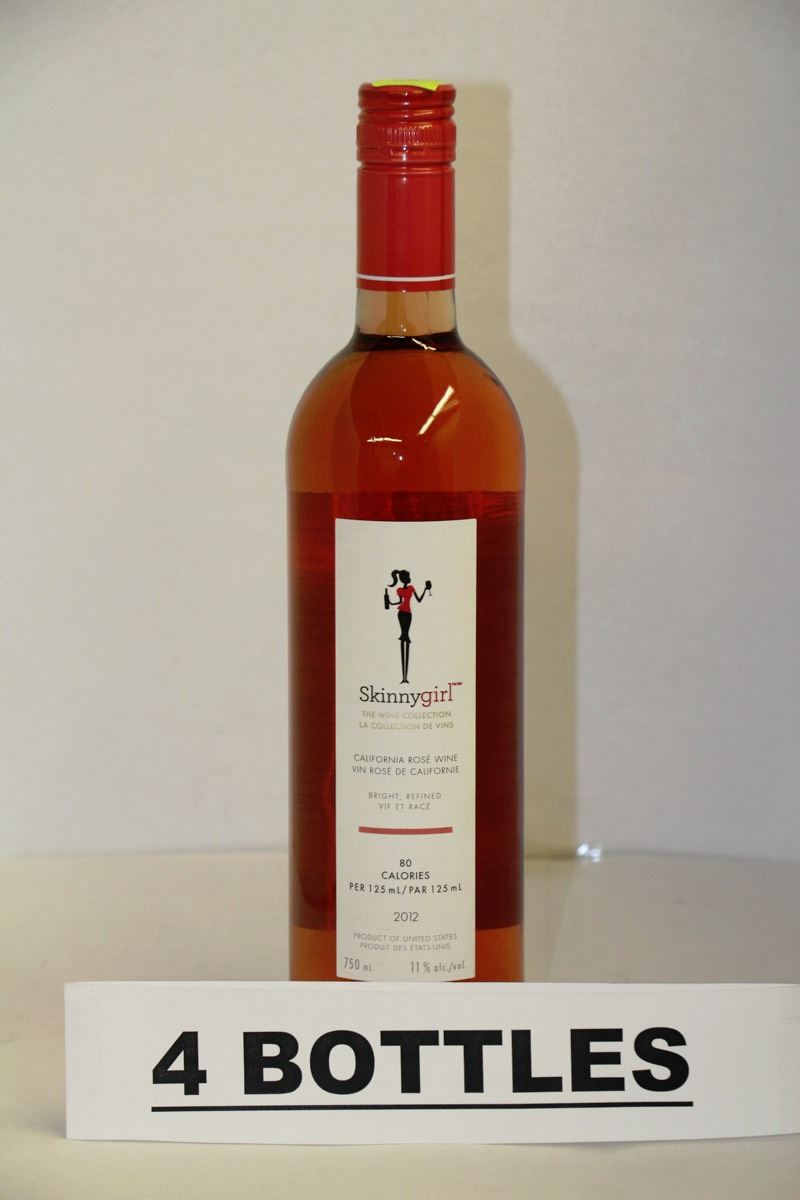 Skinnygirl
THE WINE COLLECTION
LA COLLECTION DE VINS
CALIFORNIA ROSÉ WINE
VIN ROSÉ DE CALIFORNIE
BRIGHT, REFINED
VIF ET RACÉ
80
CALORIES
PER 125 mL/PAR 125 mL
2012
PRODUCT OF UNITED STATES
PRODUIT DES ÉTATS-UNIS
750 mL 11% alc./vol.
4 BOTTLES